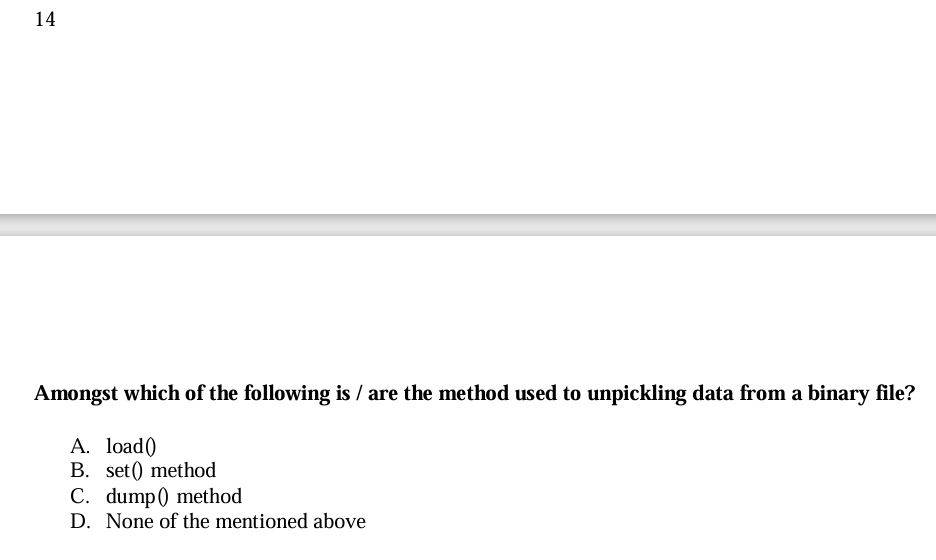 14
Amongst which of the following is / are the method used to unpickling data from a binary file?
A. load()
B. set() method
C. dump() method
D. None of the mentioned above